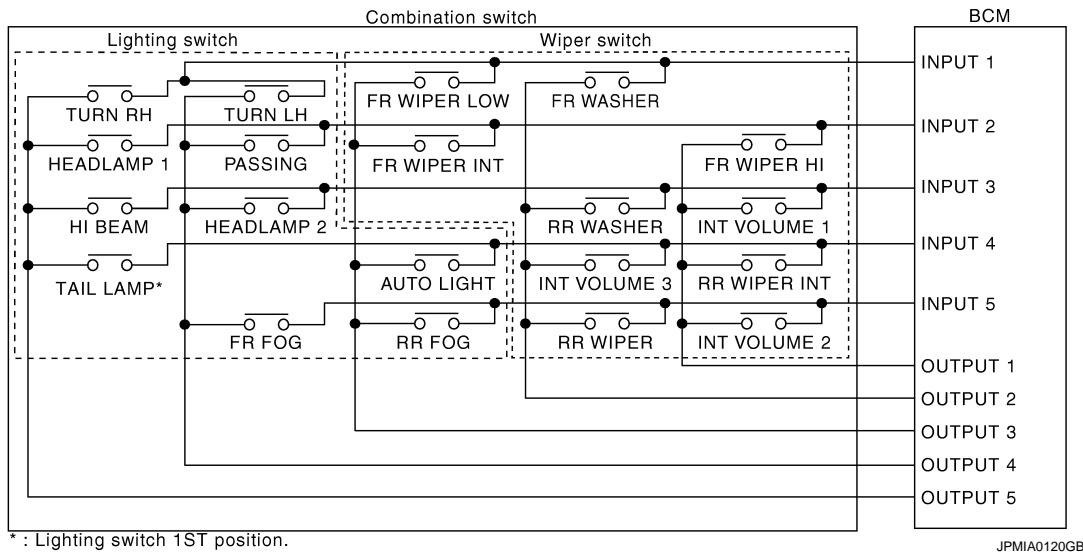 Combination switch
BCM
Lighting switch
Wiper switch
INPUT 1
TURN RH
TURN LH
FR WIPER LOW
FR WASHER
INPUT 2
HEADLAMP 1
PASSING
FR WIPER INT
FR WIPER HI
INPUT 3
HI BEAM
HEADLAMP 2
RR WASHER
INT VOLUME 1
INPUT 4
TAIL LAMP*
AUTO LIGHT
INT VOLUME 3
RR WIPER INT
INPUT 5
FR FOG
RR FOG
RR WIPER
INT VOLUME 2
OUTPUT 1
OUTPUT 2
OUTPUT 3
OUTPUT 4
OUTPUT 5
* : Lighting switch 1ST position.
JPMIA0120GB